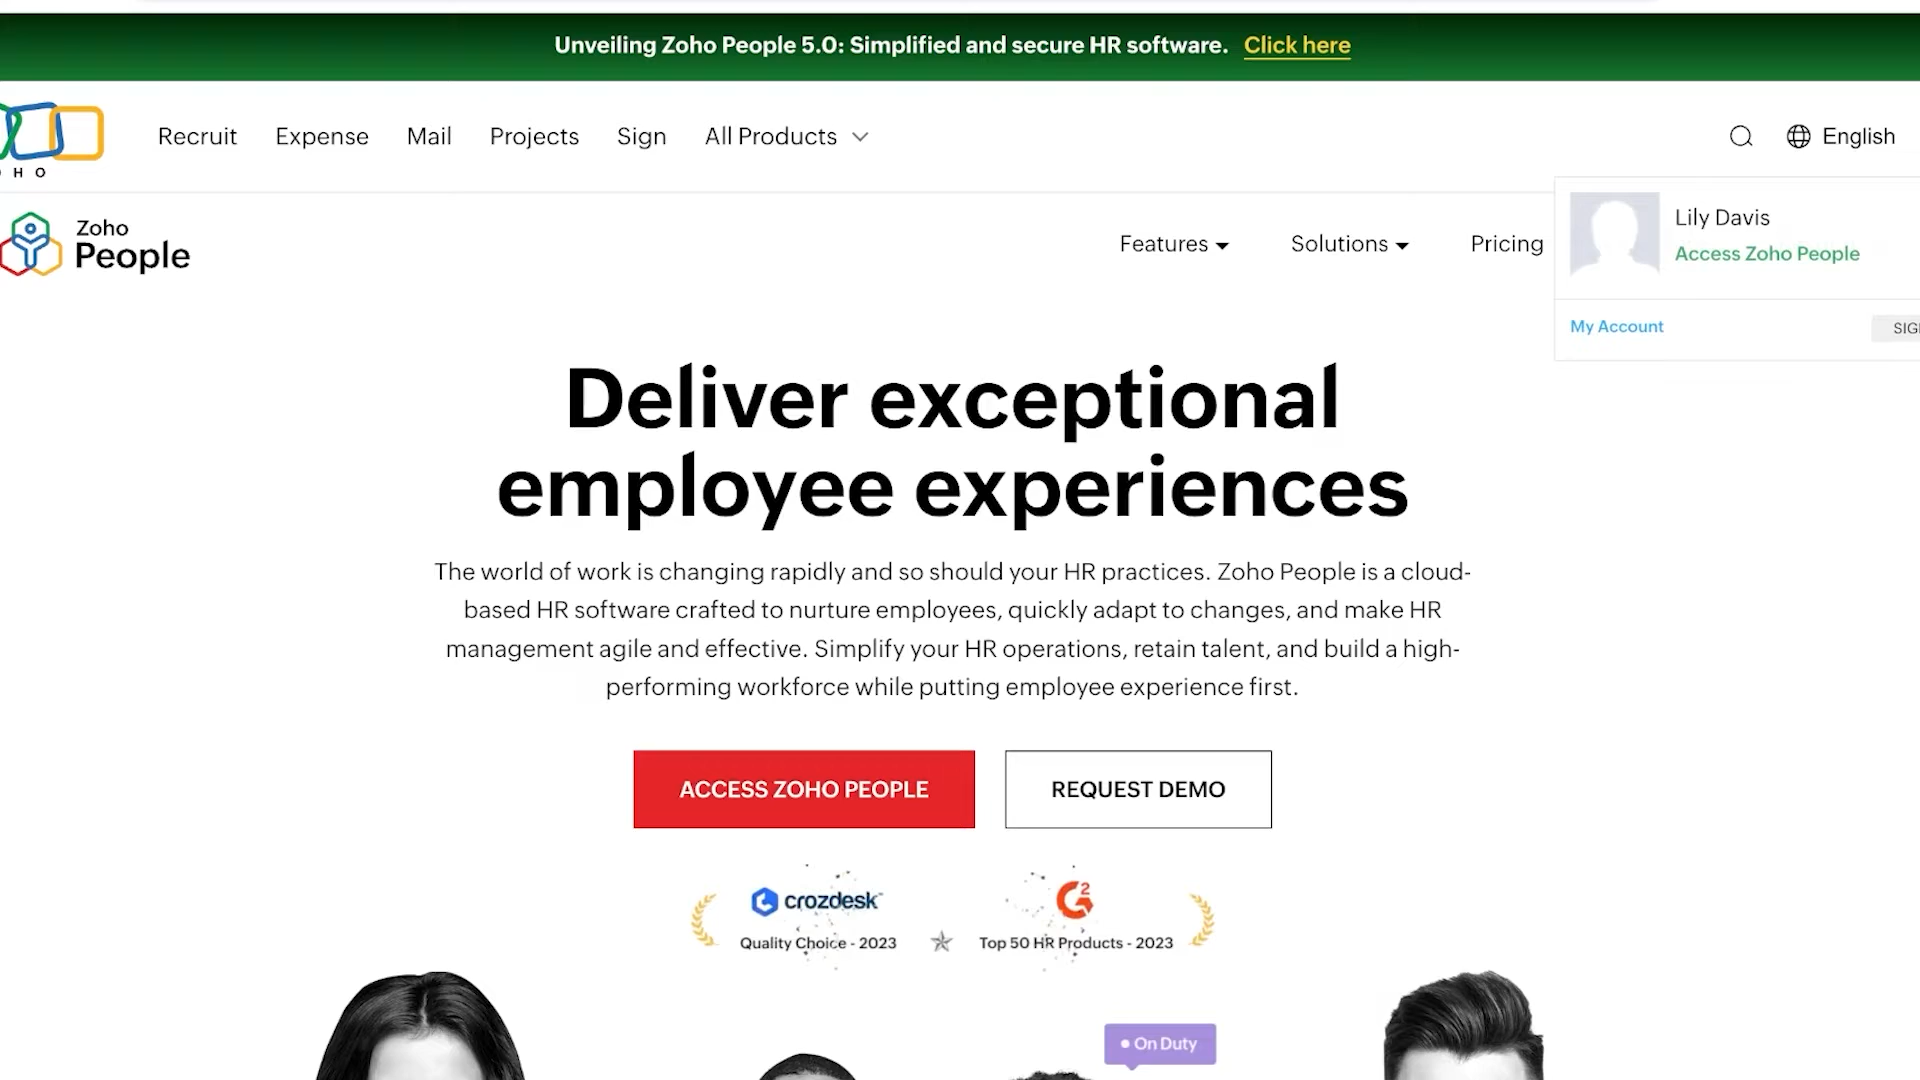 Unveiling Zoho People 5.0: Simplified and secure HR software. Click here
Recruit Expense Mail Projects Sign All Products English
HO
Zoho
People
Features Solutions Pricing
Lily Davis
Access Zoho People
My Account
SIG
Deliver exceptional
employee experiences
The world of work is changing rapidly and so should your HR practices. Zoho People is a cloud-
based HR software crafted to nurture employees, quickly adapt to changes, and make HR
management agile and effective. Simplify your HR operations, retain talent, and build a high-
performing workforce while putting employee experience first.
ACCESS ZOHO PEOPLE REQUEST DEMO
crozdesk™ G2
Quality Choice - 2023 Top 50 HR Products - 2023
On Duty